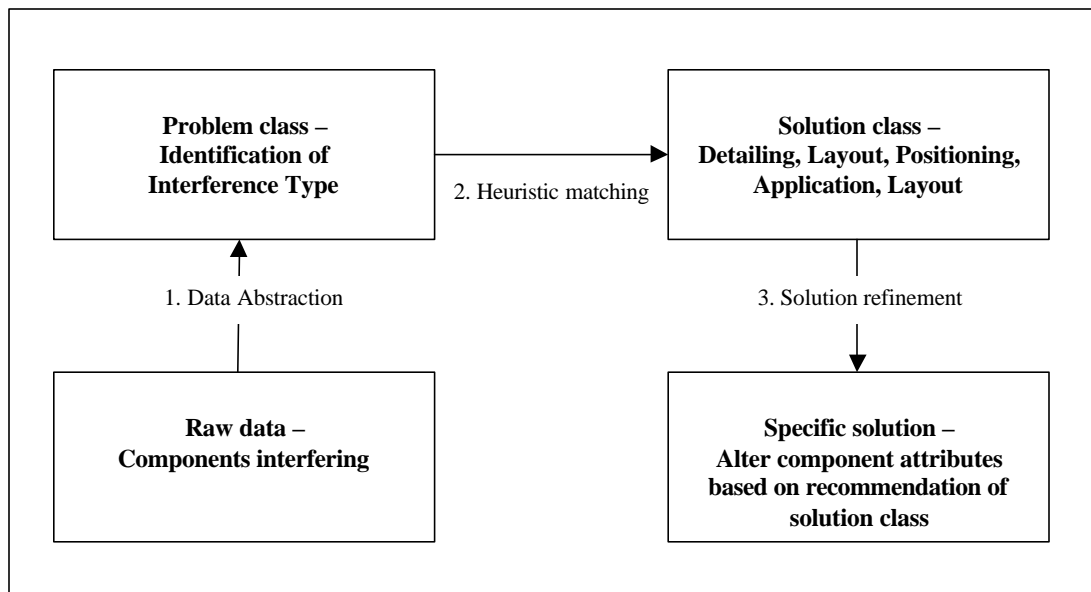 Problem class –
Identification of
Interference Type
2. Heuristic matching
Solution class –
Detailing, Layout, Positioning,
Application, Layout
1. Data Abstraction
3. Solution refinement
Raw data –
Components interfering
Specific solution –
Alter component attributes
based on recommendation of
solution class